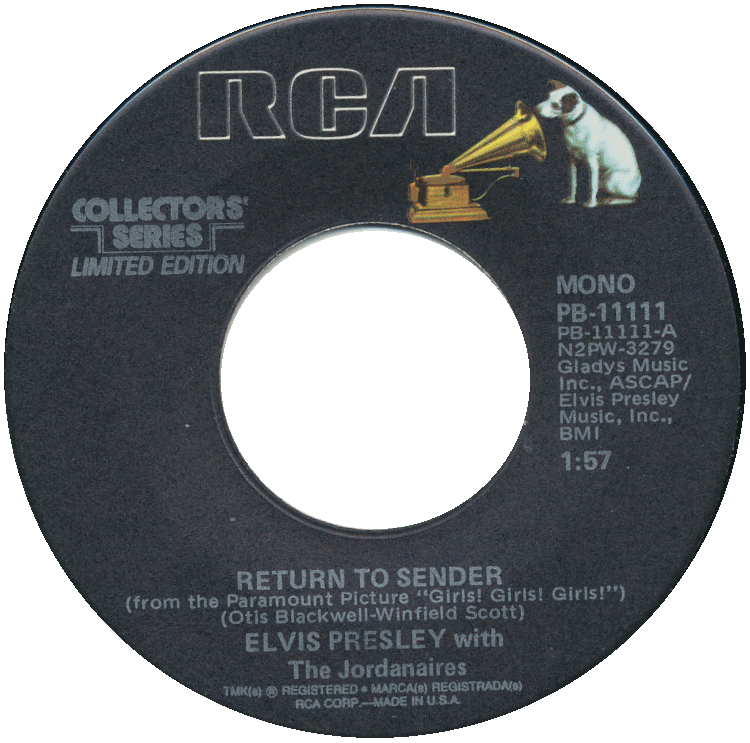 RCA
COLLECTORS'
SERIES
LIMITED EDITION
MONO
PB-11111
PB-11111-A
N2PW-3279
Gladys Music
Inc., ASCAP/
Elvis Presley
Music, Inc.,
BMI
1:57
RETURN TO SENDER
(from the Paramount Picture "Girls! Girls! Girls!")
(Otis Blackwell-Winfield Scott)
ELVIS PRESLEY with
The Jordanaires
TMK(s) ® REGISTERED • MARCA(s) REGISTRADA(s)
RCA CORP.—MADE IN U.S.A.